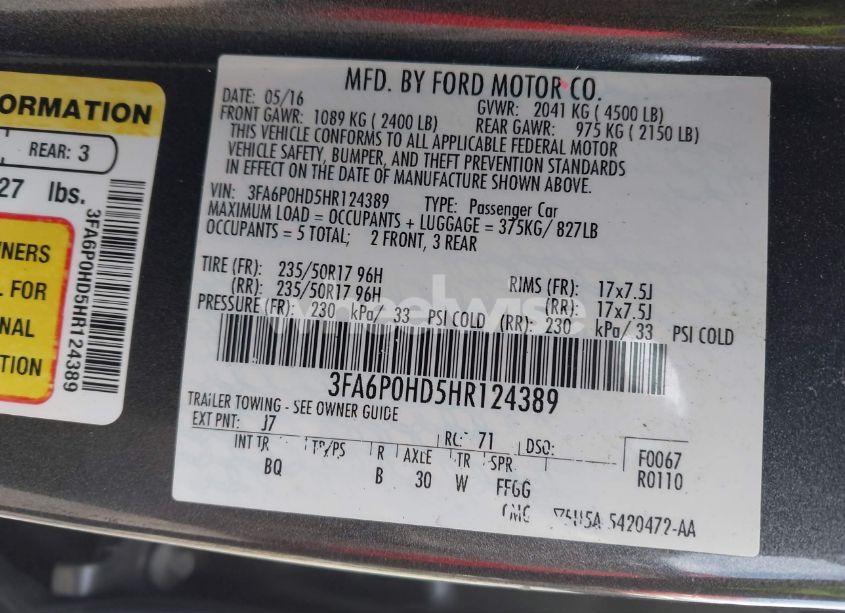 ORMATION
REAR: 3
27 lbs.
NERS
L FOR
NAL
TION
3FA6P0HD5HR124389
MFD. BY FORD MOTOR CO.
DATE: 05/16
GVWR: 2041 KG ( 4500 LB)
FRONT GAWR: 1089 KG ( 2400 LB)
REAR GAWR: 975 KG ( 2150 LB)
THIS VEHICLE CONFORMS TO ALL APPLICABLE FEDERAL MOTOR
VEHICLE SAFETY, BUMPER, AND THEFT PREVENTION STANDARDS
IN EFFECT ON THE DATE OF MANUFACTURE SHOWN ABOVE.
VIN: 3FA6P0HD5HR124389 TYPE: Passenger Car
MAXIMUM LOAD = OCCUPANTS + LUGGAGE = 375KG/ 827LB
OCCUPANTS = 5 TOTAL; 2 FRONT, 3 REAR
TIRE (FR): 235/50R17 96H RIMS (FR): 17x7.5J
(RR): 235/50R17 96H (RR): 17x7.5J
PRESSURE (FR): 230 kPa/ 33 PSI COLD (RR): 230 kPa/ 33 PSI COLD
wheelwise
3FA6P0HD5HR124389
TRAILER TOWING - SEE OWNER GUIDE
EXT PNT: J7 RC: 71 DSO:
INT TR TP/PS R AXLE TR SPR
BQ B 30 W FFGG
F0067
R0110
5420472-AA